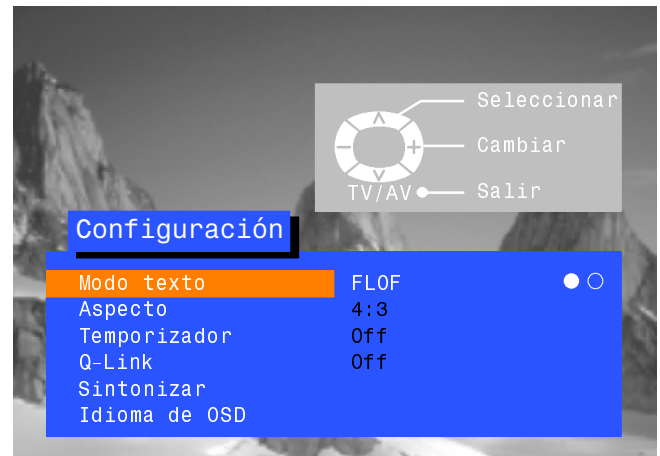 Seleccionar
Cambiar
TV/AV Salir
Configuración
Modo texto FLOF
Aspecto 4:3
Temporizador Off
Q-Link Off
Sintonizar
Idioma de OSD